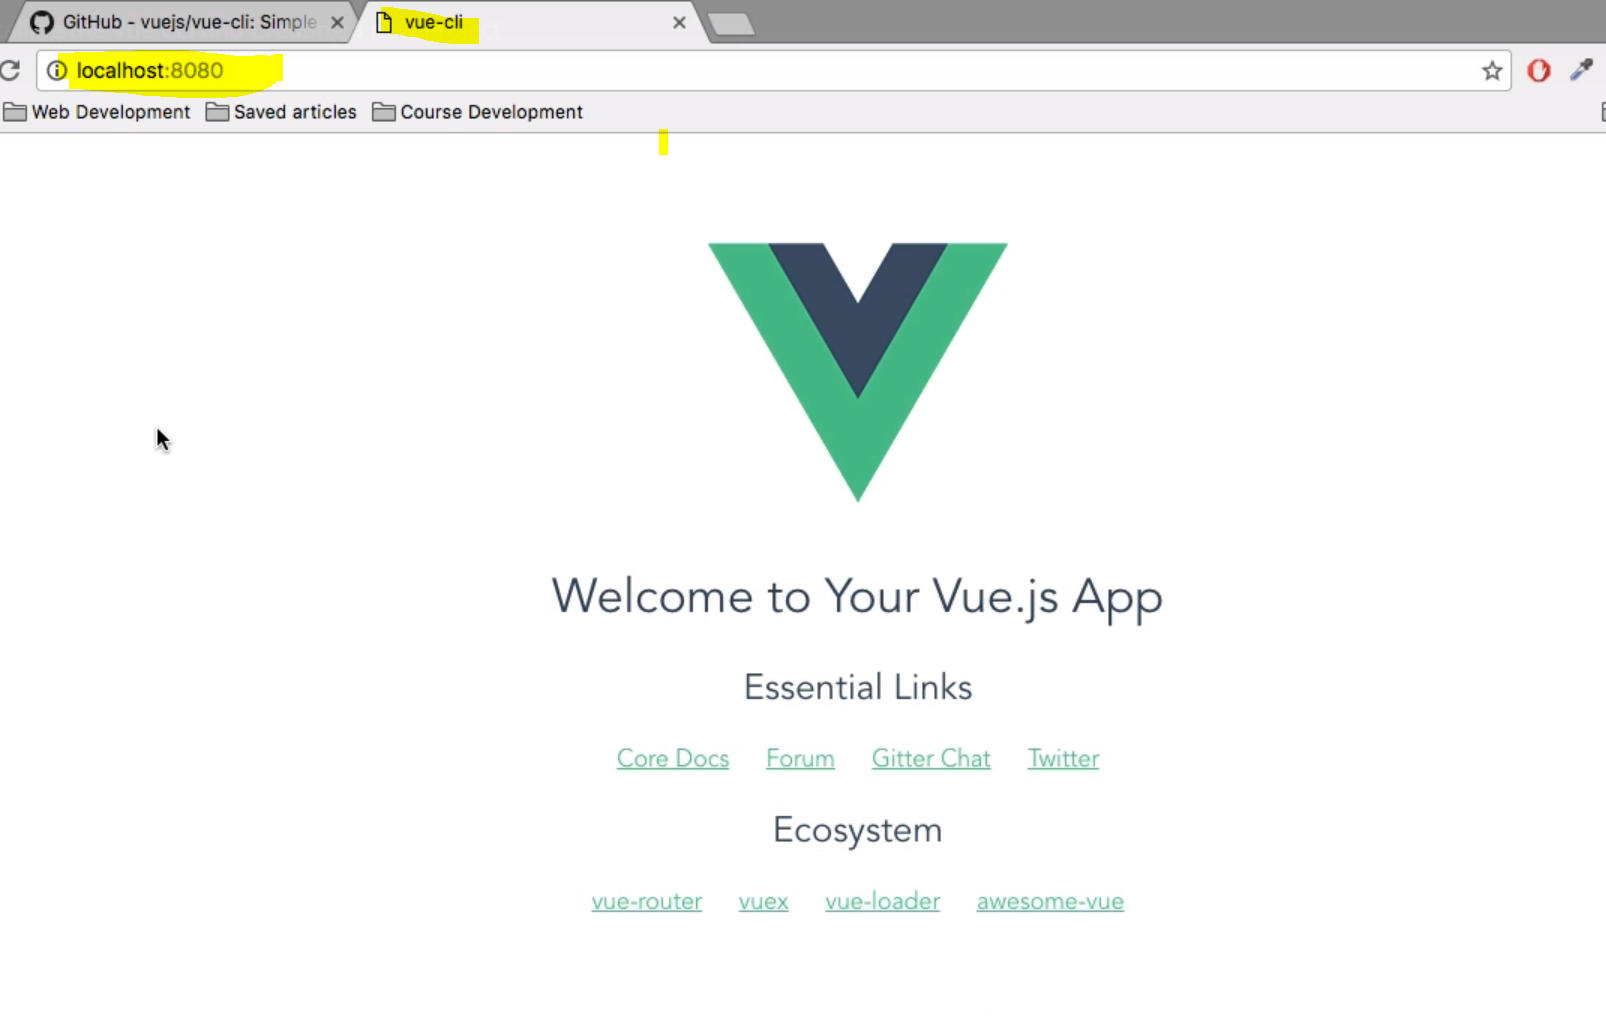 GitHub - vuejs/vue-cli: Simple
vue-cli
localhost:8080
Web Development Saved articles Course Development
Welcome to Your Vue.js App
Essential Links
Core Docs Forum Gitter Chat Twitter
Ecosystem
vue-router vuex vue-loader awesome-vue